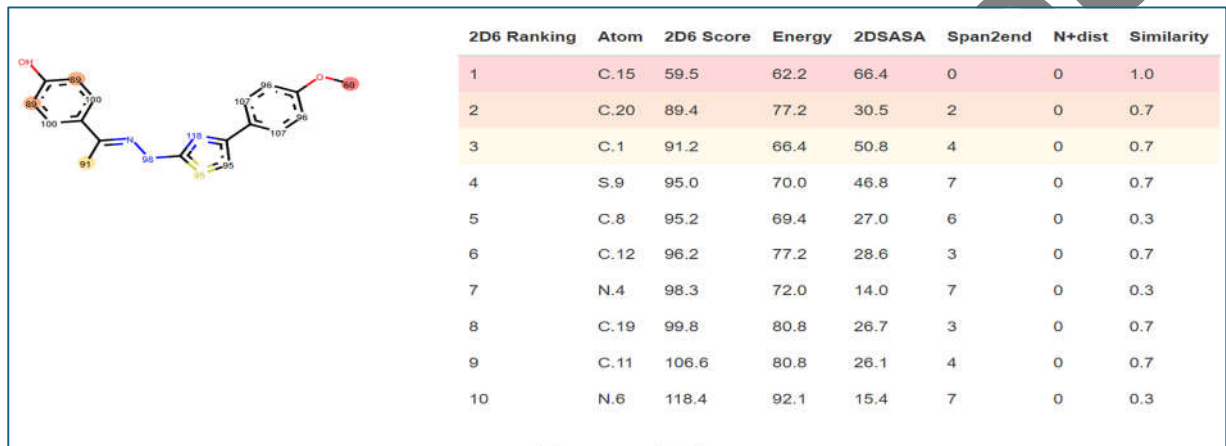 2D6 Ranking Atom 2D6 Score Energy 2DSASA Span2end N+dist Similarity
1 C.15 59.5 62.2 66.4 0 0 1.0
2 C.20 89.4 77.2 30.5 2 0 0.7
3 C.1 91.2 66.4 50.8 4 0 0.7
4 S.9 95.0 70.0 46.8 7 0 0.7
5 C.8 95.2 69.4 27.0 6 0 0.3
6 C.12 96.2 77.2 28.6 3 0 0.7
7 N.4 98.3 72.0 14.0 7 0 0.3
8 C.19 99.8 80.8 26.7 3 0 0.7
9 C.11 106.6 80.8 26.1 4 0 0.7
10 N.6 118.4 92.1 15.4 7 0 0.3
OH
89
100
89
100
91
N
98
118
95
95
107
96
107
96
O
60